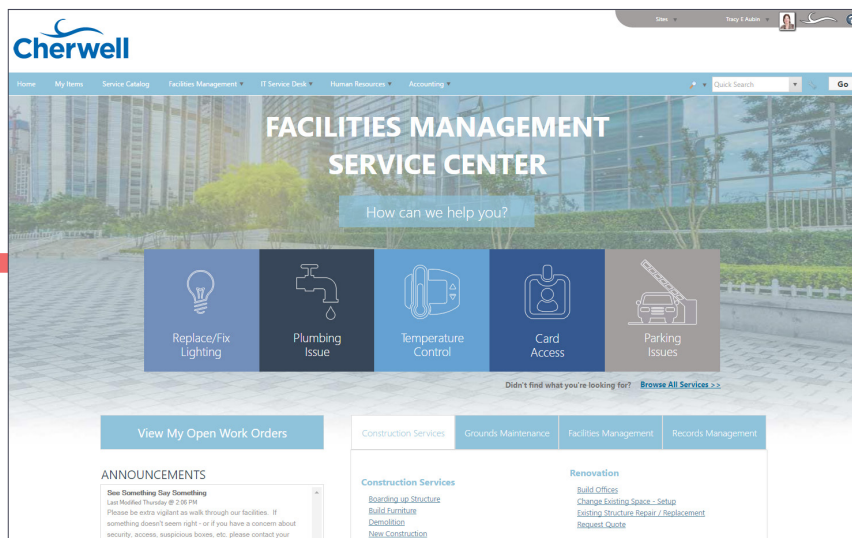 Sites
Tracy E Aubin
Cherwell
Home My Items Service Catalog Facilities Management IT Service Desk Human Resources Accounting Quick Search Go
FACILITIES MANAGEMENT
SERVICE CENTER
How can we help you?
Replace/Fix
Lighting
Plumbing
Issue
Temperature
Control
Card
Access
Parking
Issues
Didn't find what you're looking for? Browse All Services >>
View My Open Work Orders
ANNOUNCEMENTS
See Something Say Something
Last Modified Thursday @ 2:08 PM
Please be extra vigilant as walk through our facilities. If
something doesn't seem right - or if you have a concern about
security, access, suspicious boxes, etc. please contact your
Construction Services Grounds Maintenance Facilities Management Records Management
Construction Services
Boarding up Structure
Build Furniture
Demolition
New Construction
Renovation
Build Offices
Change Existing Space - Setup
Existing Structure Repair / Replacement
Request Quote